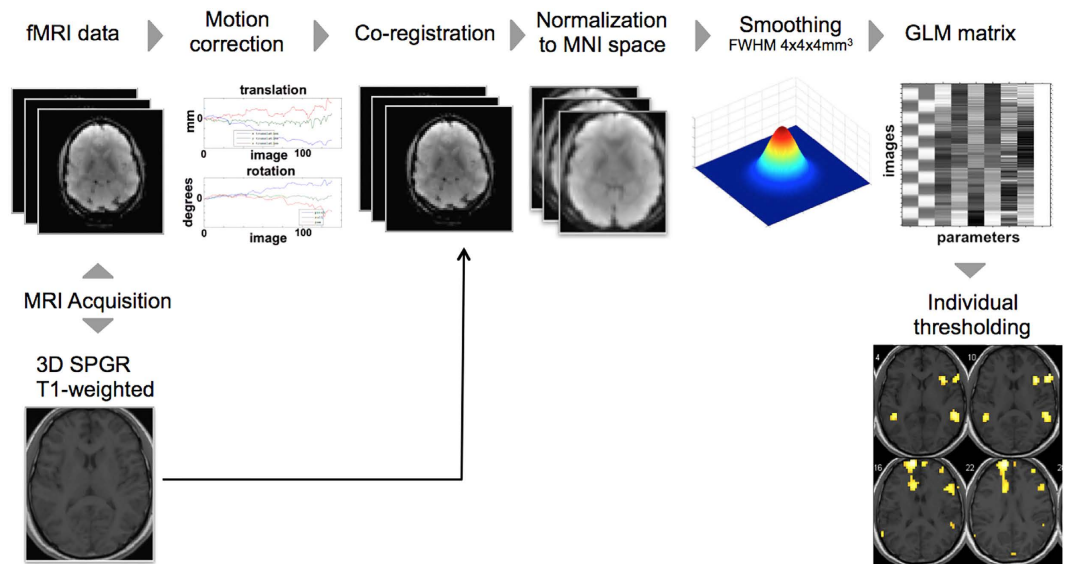 fMRI data
Motion
correction
Co-registration
Normalization
to MNI space
Smoothing
FWHM 4x4x4mm³
GLM matrix
translation
mm
0
0
image
100
rotation
degrees
0
0
image
100
images
parameters
MRI Acquisition
3D SPGR
T1-weighted
Individual
thresholding
4
10
16
22